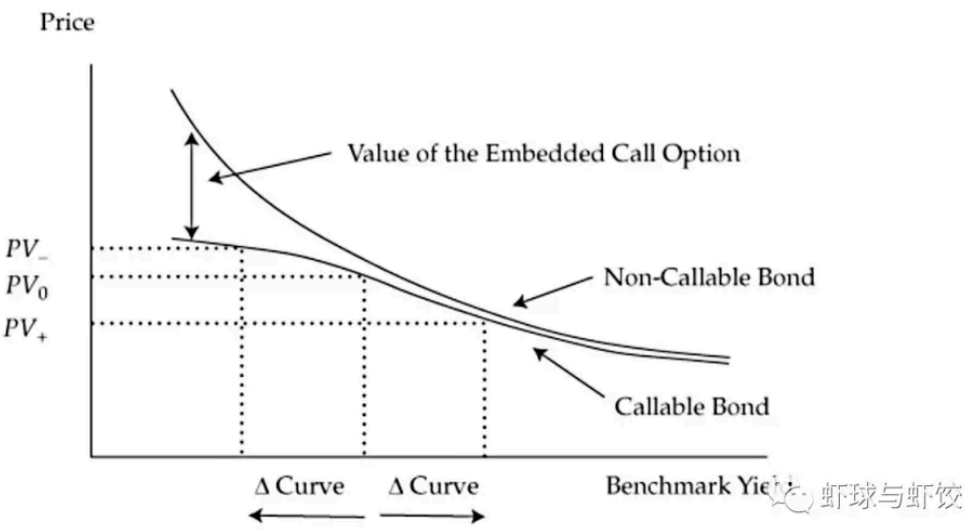 Price
Value of the Embedded Call Option
PV₋
PV₀
PV₊
Non-Callable Bond
Callable Bond
Δ Curve Δ Curve
Benchmark Yield
虾球与虾饺